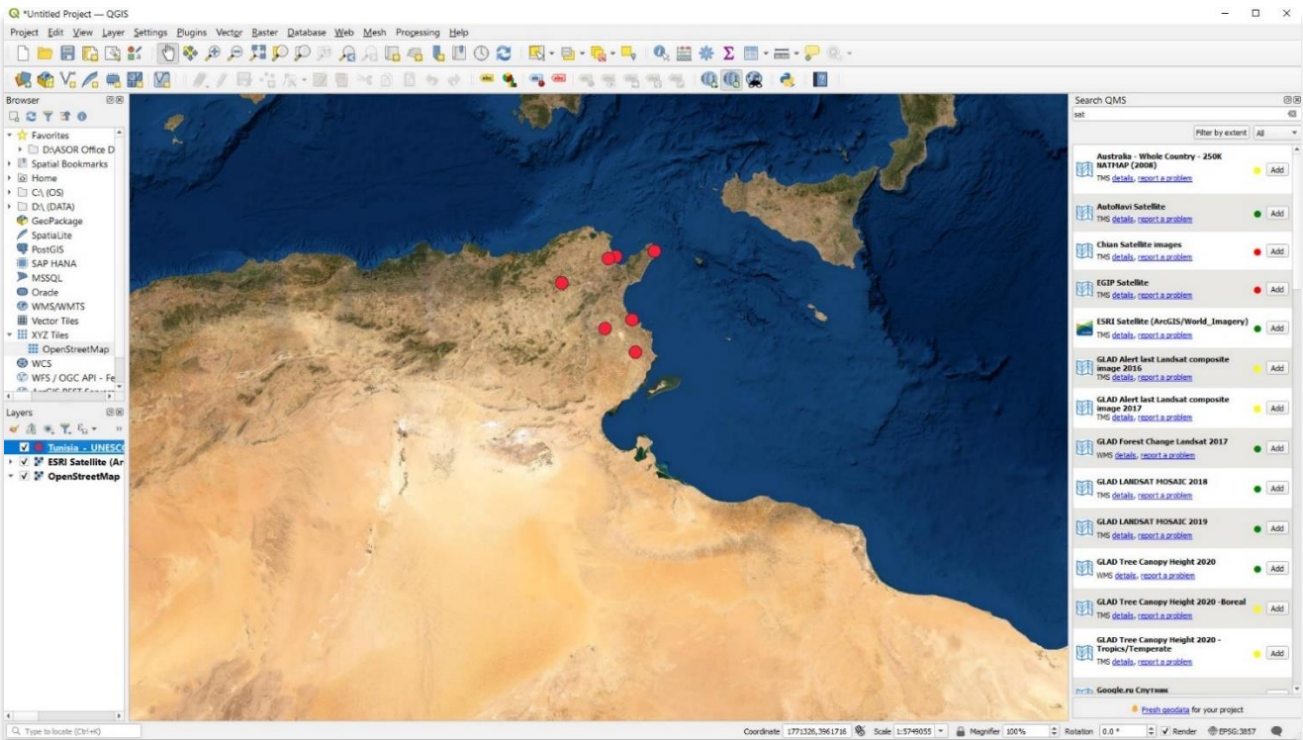 *Untitled Project — QGIS
Project Edit View Layer Settings Plugins Vector Raster Database Web Mesh Processing Help
Browser
Favorites
D:\ASOR Office D
Spatial Bookmarks
Home
C:\ (OS)
D:\ (DATA)
GeoPackage
SpatiaLite
PostGIS
SAP HANA
MSSQL
Oracle
WMS/WMTS
Vector Tiles
XYZ Tiles
OpenStreetMap
WCS
WFS / OGC API - Fe
Layers
Tunisia - UNESC
ESRI Satellite (Ar
OpenStreetMap
Search QMS
sat
Filter by extent All
Australia - Whole Country - 250K
NATMAP (2008)
TMS details, report a problem Add
AutoNavi Satellite
TMS details, report a problem Add
Chian Satellite images
TMS details, report a problem Add
EGIP Satellite
TMS details, report a problem Add
ESRI Satellite (ArcGIS/World_Imagery)
TMS details, report a problem Add
GLAD Alert last Landsat composite
image 2016
TMS details, report a problem Add
GLAD Alert last Landsat composite
image 2017
TMS details, report a problem Add
GLAD Forest Change Landsat 2017
WMS details, report a problem Add
GLAD LANDSAT MOSAIC 2018
TMS details, report a problem Add
GLAD LANDSAT MOSAIC 2019
TMS details, report a problem Add
GLAD Tree Canopy Height 2020
WMS details, report a problem Add
GLAD Tree Canopy Height 2020 -Boreal
TMS details, report a problem Add
GLAD Tree Canopy Height 2020 -
Tropics/Temperate
TMS details, report a problem Add
Google.ru Спутник
Fresh geodata for your project
Type to locate (Ctrl+K) Coordinate 1771326,3961716 Scale 1:5749055 Magnifier 100% Rotation 0.0 ° Render EPSG:3857